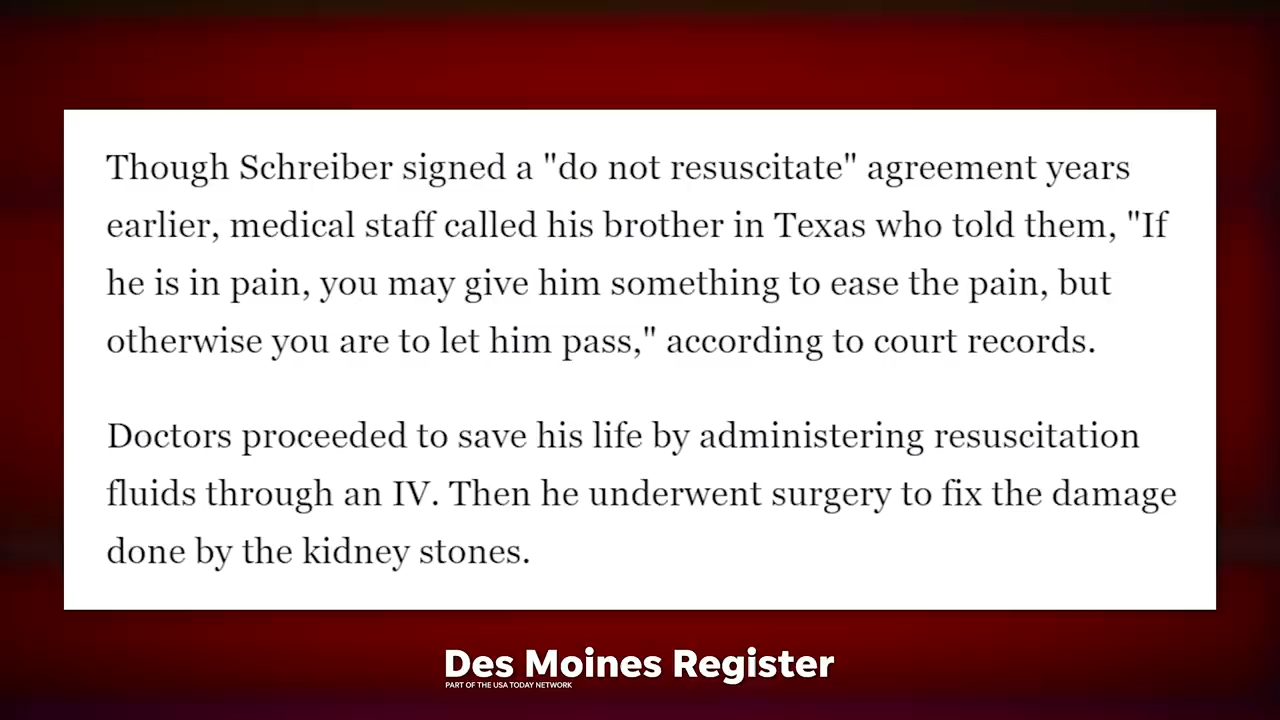 Though Schreiber signed a "do not resuscitate" agreement years
earlier, medical staff called his brother in Texas who told them, "If
he is in pain, you may give him something to ease the pain, but
otherwise you are to let him pass," according to court records.
Doctors proceeded to save his life by administering resuscitation
fluids through an IV. Then he underwent surgery to fix the damage
done by the kidney stones.
Des Moines Register
PART OF THE USA TODAY NETWORK